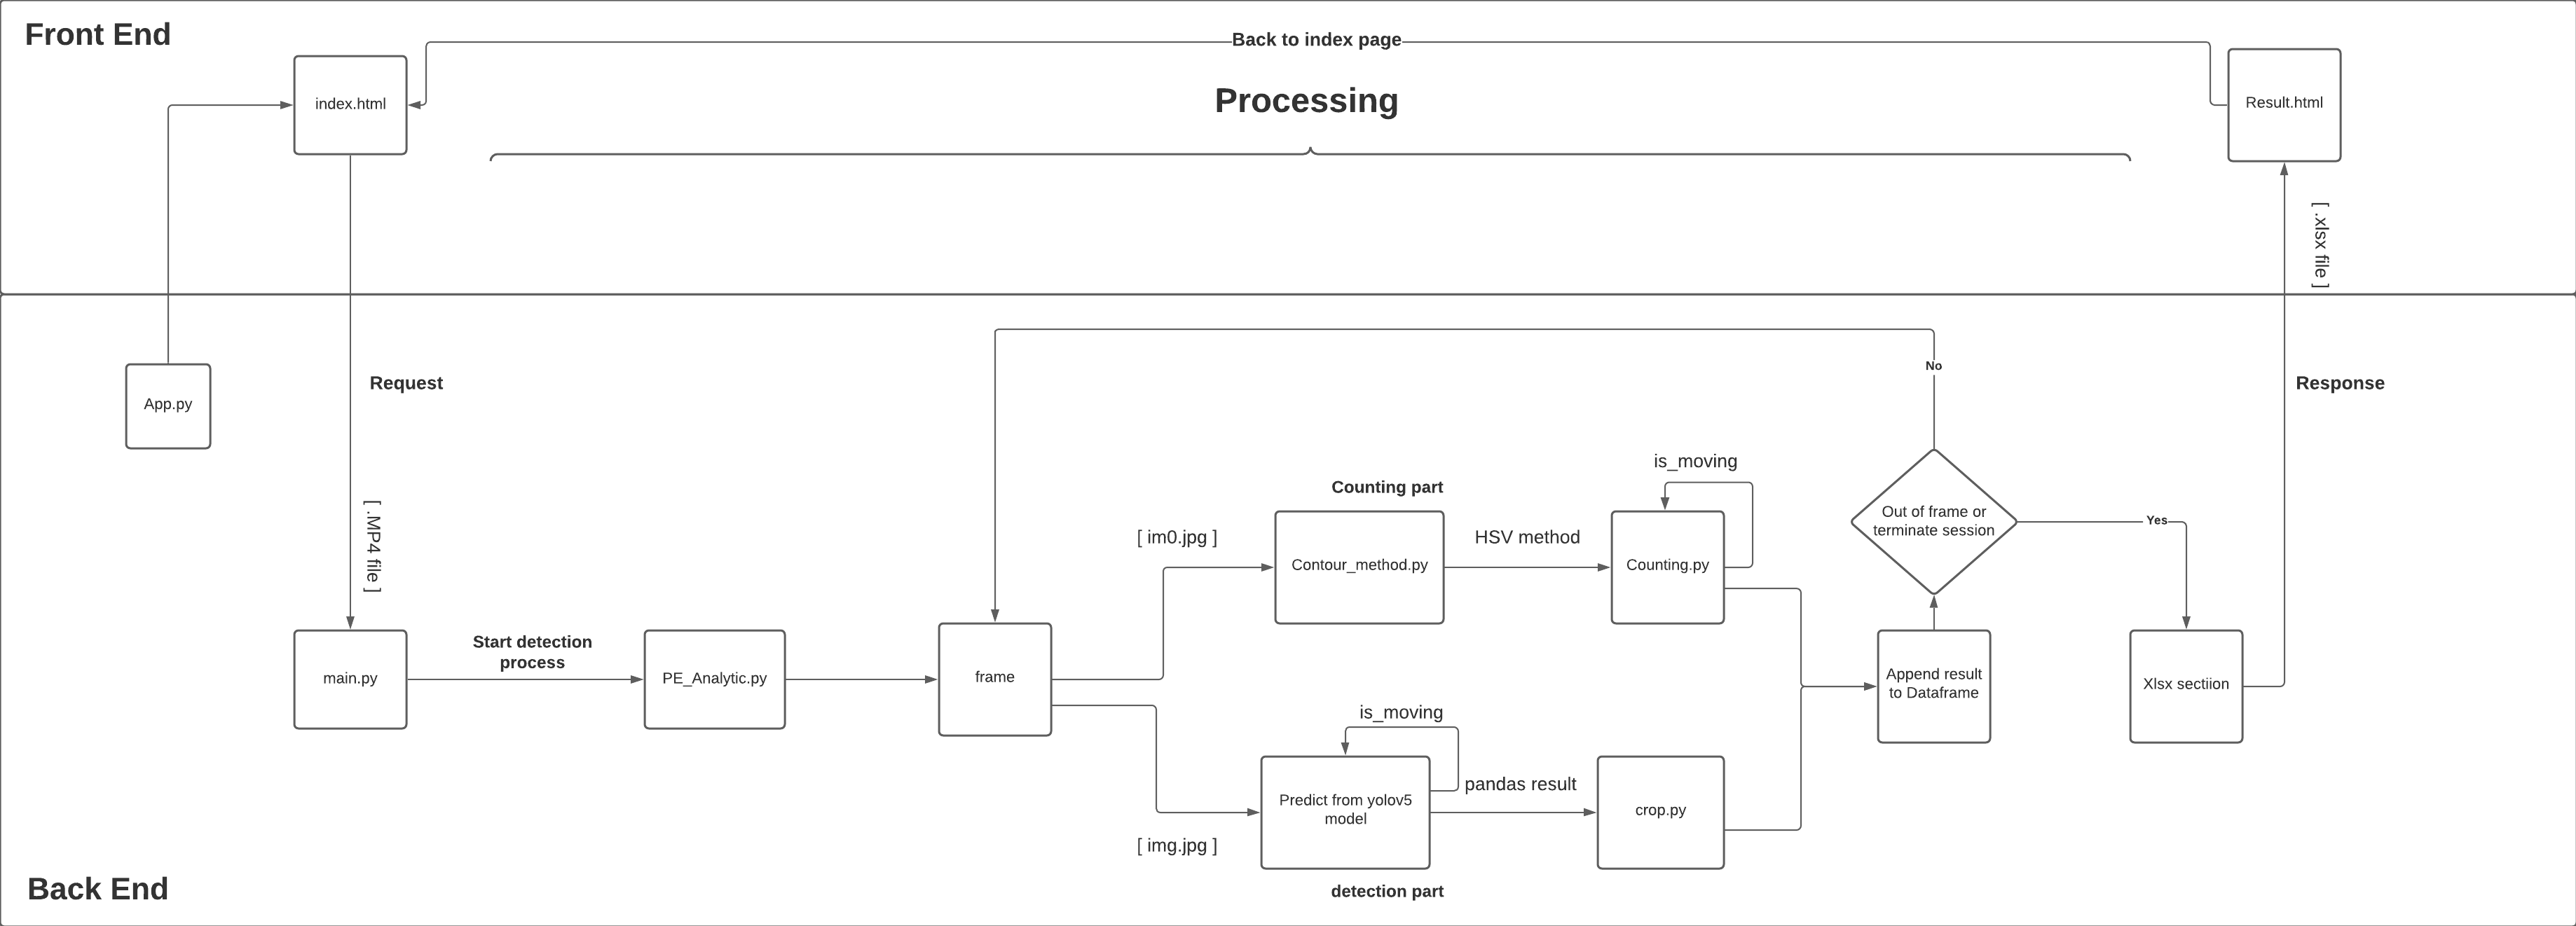 Front End
Back to index page
index.html
Result.html
Processing
[ .xlsx file ]
App.py
Request
Response
No
[ .MP4 file ]
is_moving
Counting part
[ im0.jpg ]
Contour_method.py
HSV method
Counting.py
Out of frame or
terminate session
Yes
Start detection
process
main.py
PE_Analytic.py
frame
Append result
to Dataframe
Xlsx sectiion
is_moving
Predict from yolov5
model
pandas result
crop.py
[ img.jpg ]
detection part
Back End